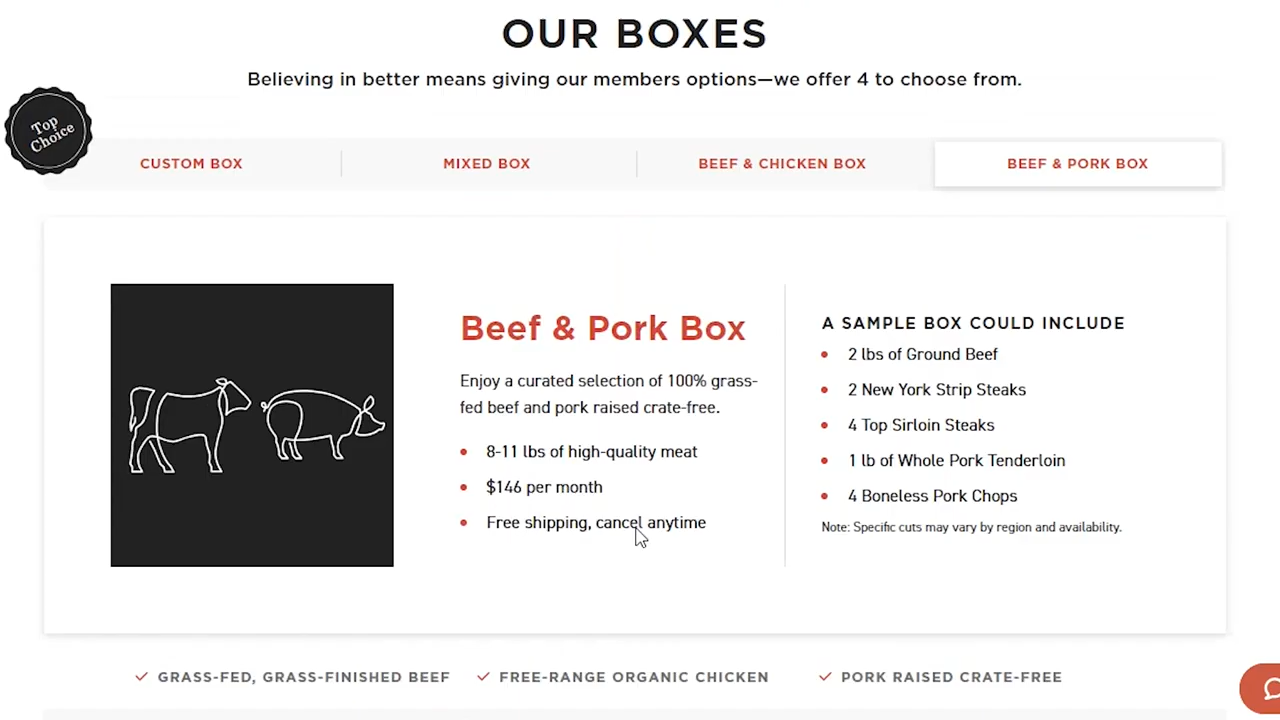 OUR BOXES
Believing in better means giving our members options—we offer 4 to choose from.
Top
Choice
CUSTOM BOX
MIXED BOX
BEEF & CHICKEN BOX
BEEF & PORK BOX
Beef & Pork Box
Enjoy a curated selection of 100% grass-
fed beef and pork raised crate-free.
8-11 lbs of high-quality meat
$146 per month
Free shipping, cancel anytime
A SAMPLE BOX COULD INCLUDE
2 lbs of Ground Beef
2 New York Strip Steaks
4 Top Sirloin Steaks
1 lb of Whole Pork Tenderloin
4 Boneless Pork Chops
Note: Specific cuts may vary by region and availability.
GRASS-FED, GRASS-FINISHED BEEF
FREE-RANGE ORGANIC CHICKEN
PORK RAISED CRATE-FREE